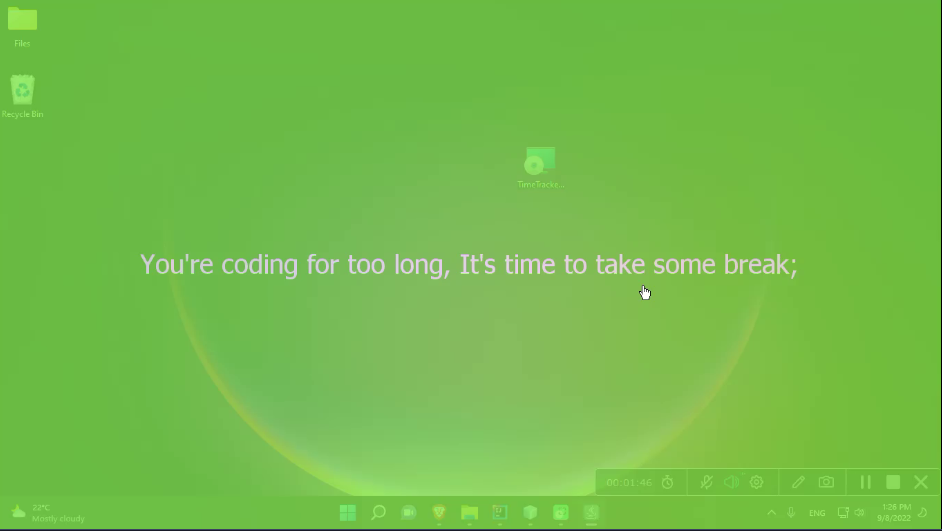 Files
Recycle Bin
TimeTracks...
You're coding for too long, It's time to take some break;
00:01:46
22°C
Mostly cloudy
ENG
1:26 PM
9/8/2022